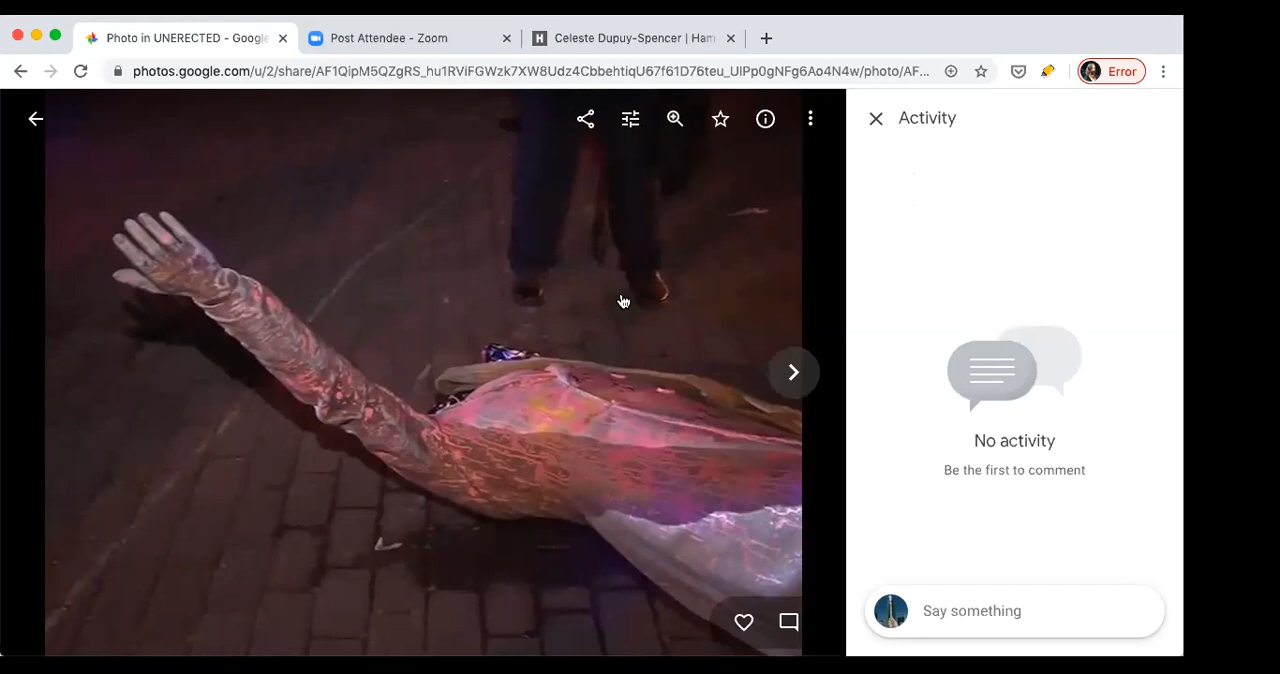 Photo in UNERECTED - Google
Post Attendee - Zoom
Celeste Dupuy-Spencer | Ham
photos.google.com/u/2/share/AF1QipM5QZgRS_hu1RViFGWzk7XW8Udz4CbbehtiqU67f61D76teu_UIPp0gNFg6Ao4N4w/photo/AF...
Error
Activity
No activity
Be the first to comment
Say something